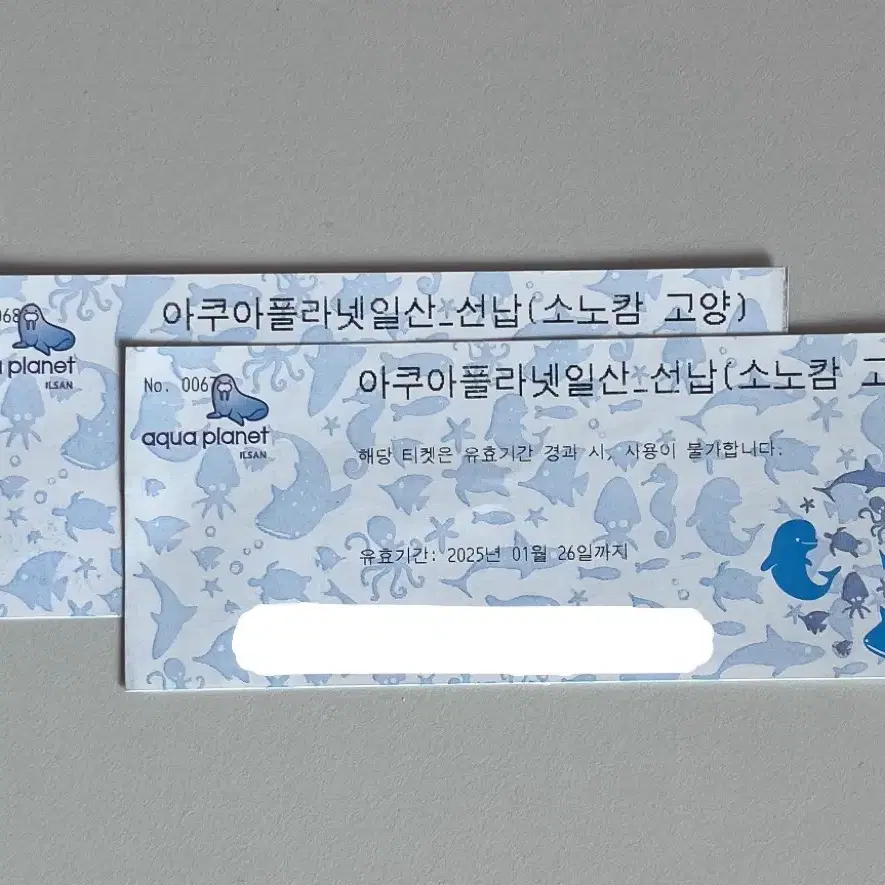 068
아쿠아플라넷일산_선납(소노캄 고양)
planet
ILSAN
No. 0067
아쿠아플라넷일산_선납(소노캄
aqua planet
ILSAN
해당 티켓은 유효기간 경과 시, 사용이 불가합니다.
유효기간: 2025년 01월 26일까지